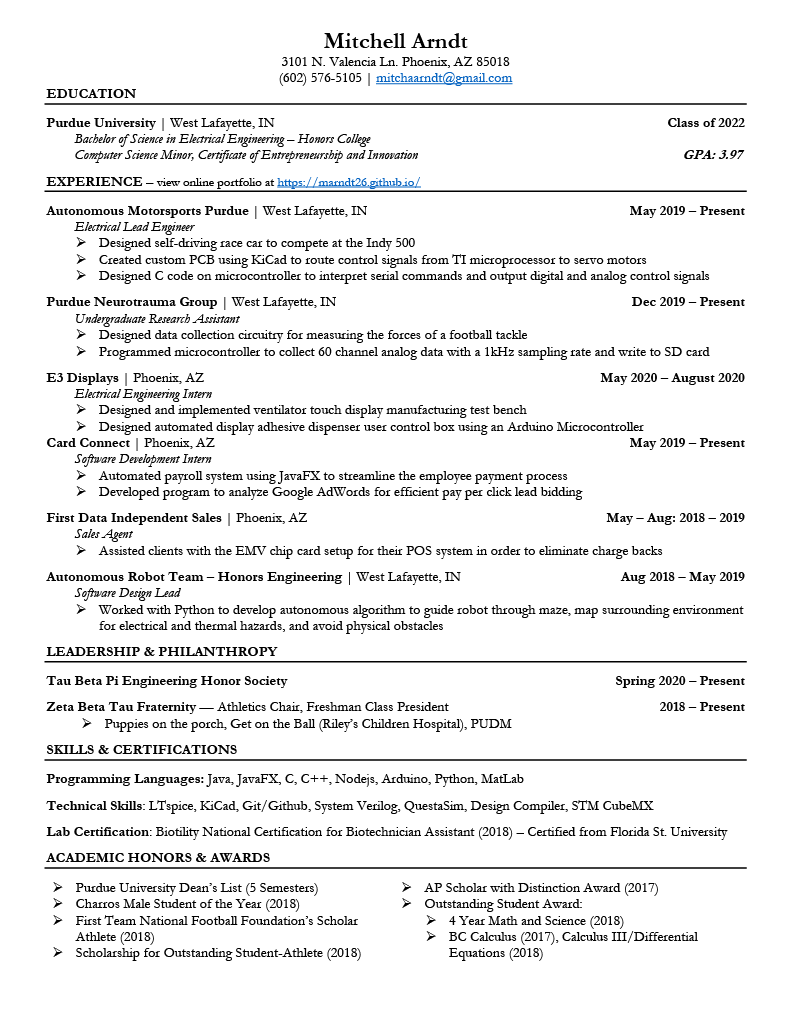 Mitchell Arndt
3101 N. Valencia Ln. Phoenix, AZ 85018
(602) 576-5105 | mitchaarndt@gmail.com
EDUCATION
Purdue University | West Lafayette, IN Class of 2022
Bachelor of Science in Electrical Engineering – Honors College
Computer Science Minor, Certificate of Entrepreneurship and Innovation GPA: 3.97
EXPERIENCE – view online portfolio at https://marndt26.github.io/
Autonomous Motorsports Purdue | West Lafayette, IN May 2019 – Present
Electrical Lead Engineer
➢ Designed self-driving race car to compete at the Indy 500
➢ Created custom PCB using KiCad to route control signals from TI microprocessor to servo motors
➢ Designed C code on microcontroller to interpret serial commands and output digital and analog control signals
Purdue Neurotrauma Group | West Lafayette, IN Dec 2019 – Present
Undergraduate Research Assistant
➢ Designed data collection circuitry for measuring the forces of a football tackle
➢ Programmed microcontroller to collect 60 channel analog data with a 1kHz sampling rate and write to SD card
E3 Displays | Phoenix, AZ May 2020 – August 2020
Electrical Engineering Intern
➢ Designed and implemented ventilator touch display manufacturing test bench
➢ Designed automated display adhesive dispenser user control box using an Arduino Microcontroller
Card Connect | Phoenix, AZ May 2019 – Present
Software Development Intern
➢ Automated payroll system using JavaFX to streamline the employee payment process
➢ Developed program to analyze Google AdWords for efficient pay per click lead bidding
First Data Independent Sales | Phoenix, AZ May – Aug: 2018 – 2019
Sales Agent
➢ Assisted clients with the EMV chip card setup for their POS system in order to eliminate charge backs
Autonomous Robot Team – Honors Engineering | West Lafayette, IN Aug 2018 – May 2019
Software Design Lead
➢ Worked with Python to develop autonomous algorithm to guide robot through maze, map surrounding environment
for electrical and thermal hazards, and avoid physical obstacles
LEADERSHIP & PHILANTHROPY
Tau Beta Pi Engineering Honor Society Spring 2020 – Present
Zeta Beta Tau Fraternity — Athletics Chair, Freshman Class President 2018 – Present
➢ Puppies on the porch, Get on the Ball (Riley's Children Hospital), PUDM
SKILLS & CERTIFICATIONS
Programming Languages: Java, JavaFX, C, C++, Nodejs, Arduino, Python, MatLab
Technical Skills: LTspice, KiCad, Git/Github, System Verilog, QuestaSim, Design Compiler, STM CubeMX
Lab Certification: Biotility National Certification for Biotechnician Assistant (2018) – Certified from Florida St. University
ACADEMIC HONORS & AWARDS
➢ Purdue University Dean's List (5 Semesters)
➢ Charros Male Student of the Year (2018)
➢ First Team National Football Foundation's Scholar
Athlete (2018)
➢ Scholarship for Outstanding Student-Athlete (2018)
➢ AP Scholar with Distinction Award (2017)
➢ Outstanding Student Award:
➢ 4 Year Math and Science (2018)
➢ BC Calculus (2017), Calculus III/Differential
Equations (2018)